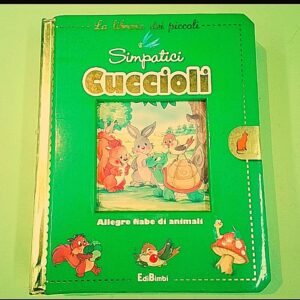 La libreria dei piccoli
Simpatici
Cuccioli
Allegre fiabe di animali
EdiBimbi